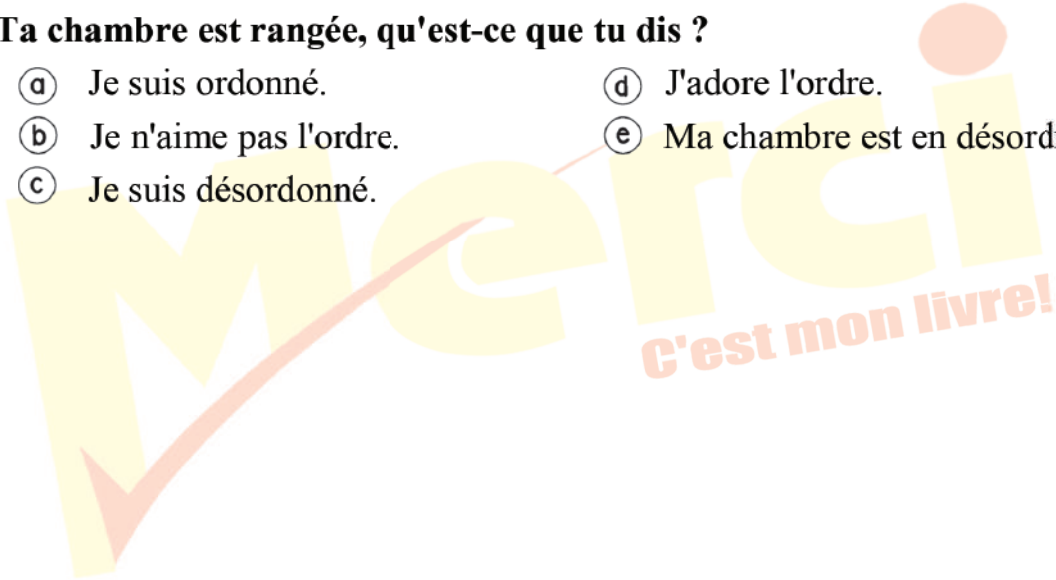 Ta chambre est rangée, qu'est-ce que tu dis ?
a Je suis ordonné.
d J'adore l'ordre.
b Je n'aime pas l'ordre.
e Ma chambre est en
c Je suis désordonné.
Merci
C'est mon livre!